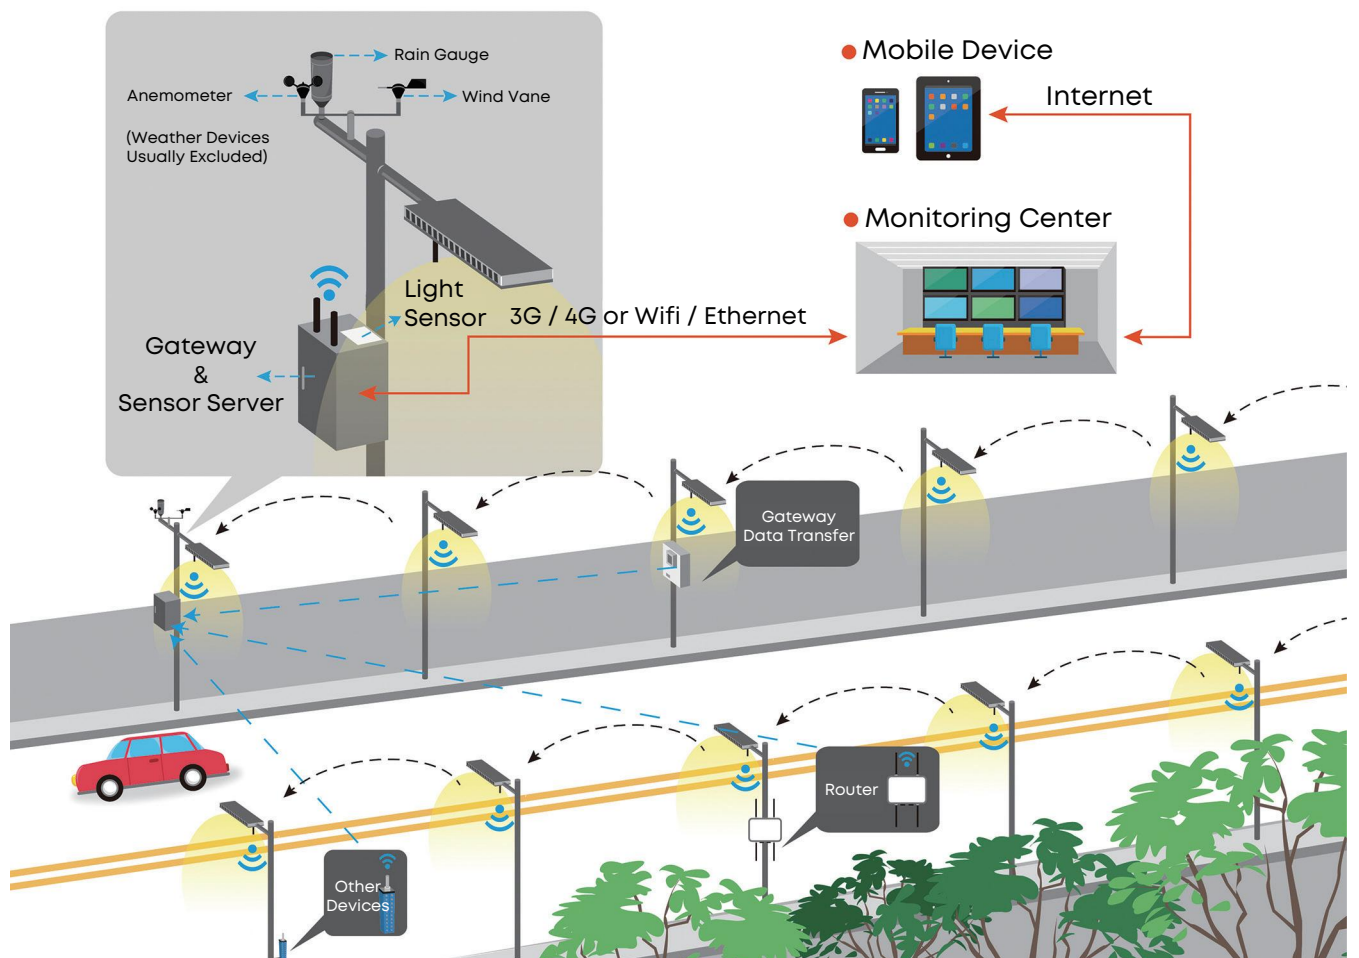 Rain Gauge
Anemometer
Wind Vane
(Weather Devices
Usually Excluded)
Light
Sensor
Gateway
&
Sensor Server
3G / 4G or Wifi / Ethernet
Mobile Device
Internet
Monitoring Center
Gateway
Data Transfer
Router
Other
Devices